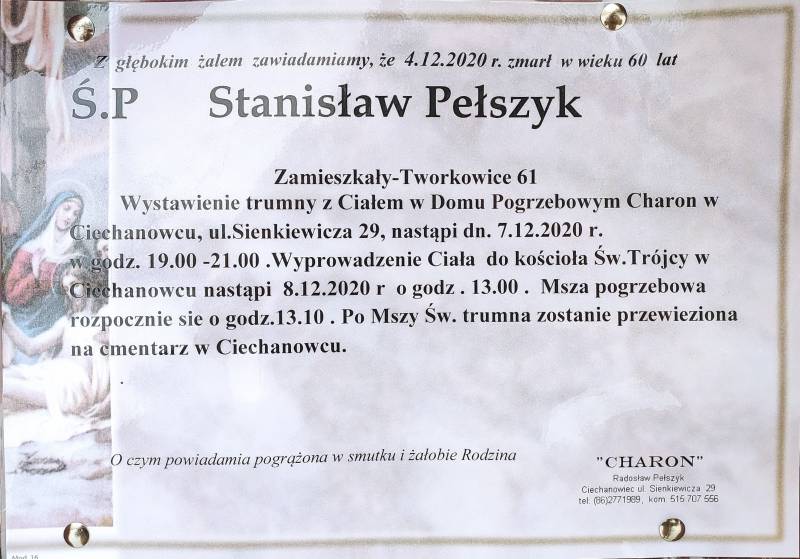 Z głębokim żalem zawiadamiamy, że 4.12.2020 r. zmarł w wieku 60 lat
Ś.P Stanisław Pełszyk
Zamieszkały-Tworkowice 61
Wystawienie trumny z Ciałem w Domu Pogrzebowym Charon w
Ciechanowcu, ul.Sienkiewicza 29, nastąpi dn. 7.12.2020 r.
w godz. 19.00 -21.00 .Wyprowadzenie Ciała do kościoła Św.Trójcy w
Ciechanowcu nastąpi 8.12.2020 r o godz . 13.00 . Msza pogrzebowa
rozpocznie sie o godz.13.10 . Po Mszy Św. trumna zostanie przewieziona
na cmentarz w Ciechanowcu.
.
O czym powiadamia pogrążona w smutku i żałobie Rodzina
"CHARON"
Radosław Pełszyk
Ciechanowiec ul. Sienkiewicza 29
tel: (86)2771989, kom. 515 707 556
Mod 16